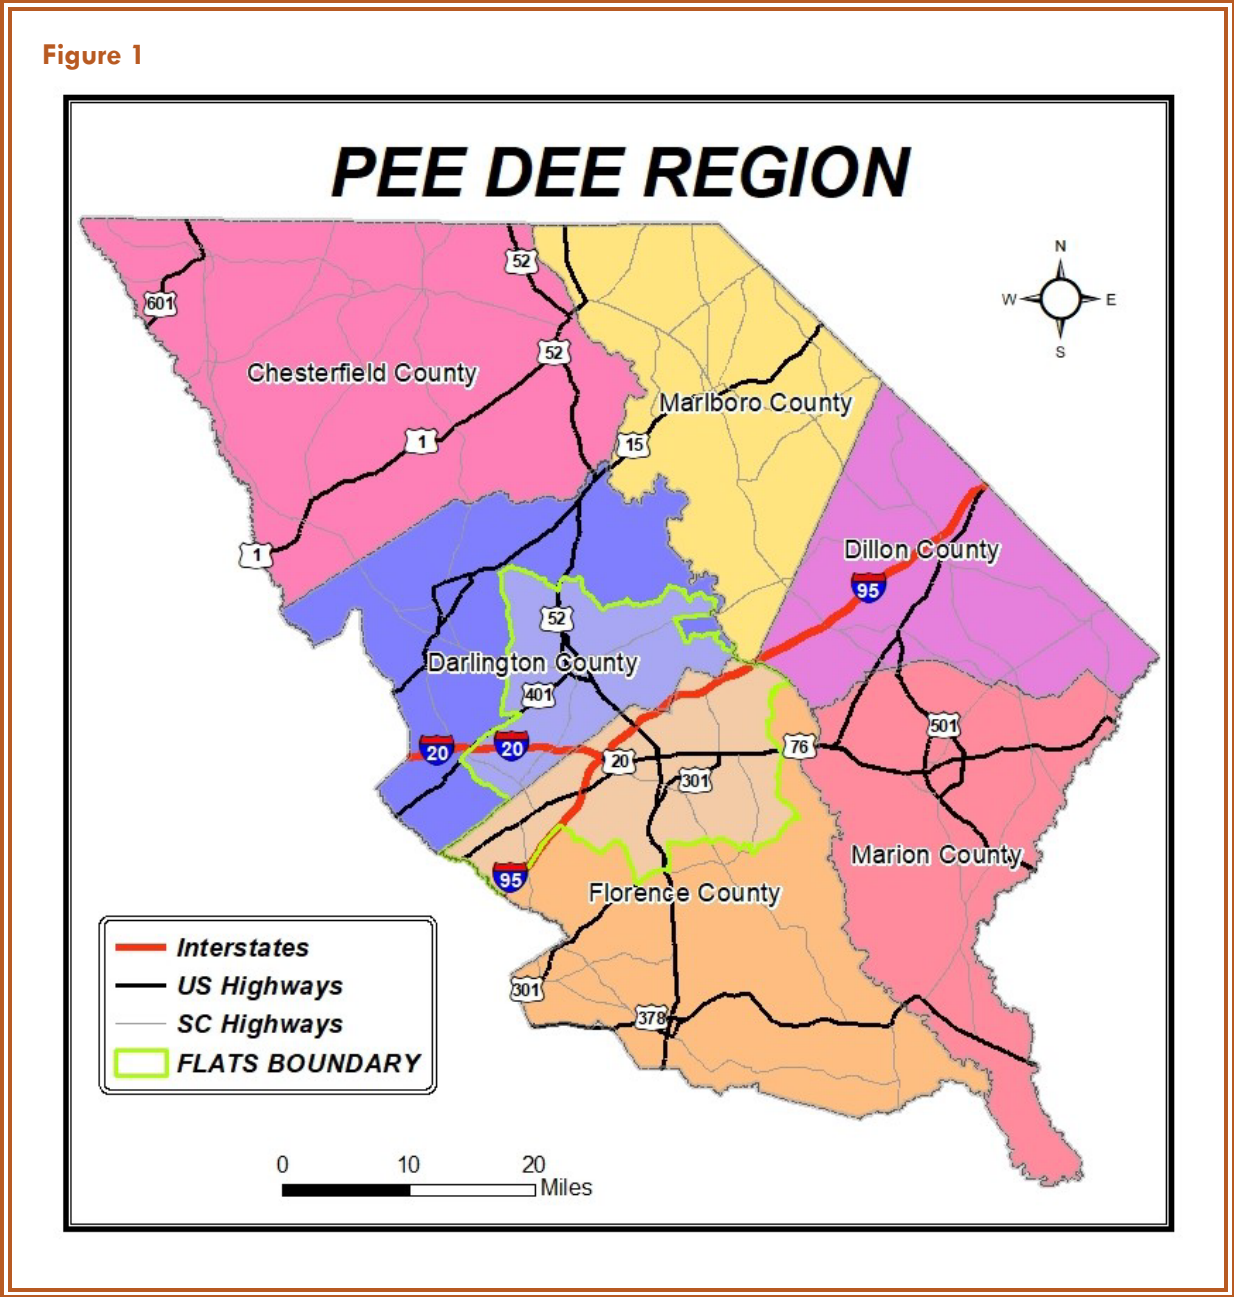 Figure 1
PEE DEE REGION
N
W E
S
52
601
52
Chesterfield County
Marlboro County
1
15
1
Dillon County
95
52
Darlington County
401
501
20
20
76
20
301
Marion County
95
Florence County
301
378
Interstates
US Highways
SC Highways
FLATS BOUNDARY
0 10 20
Miles